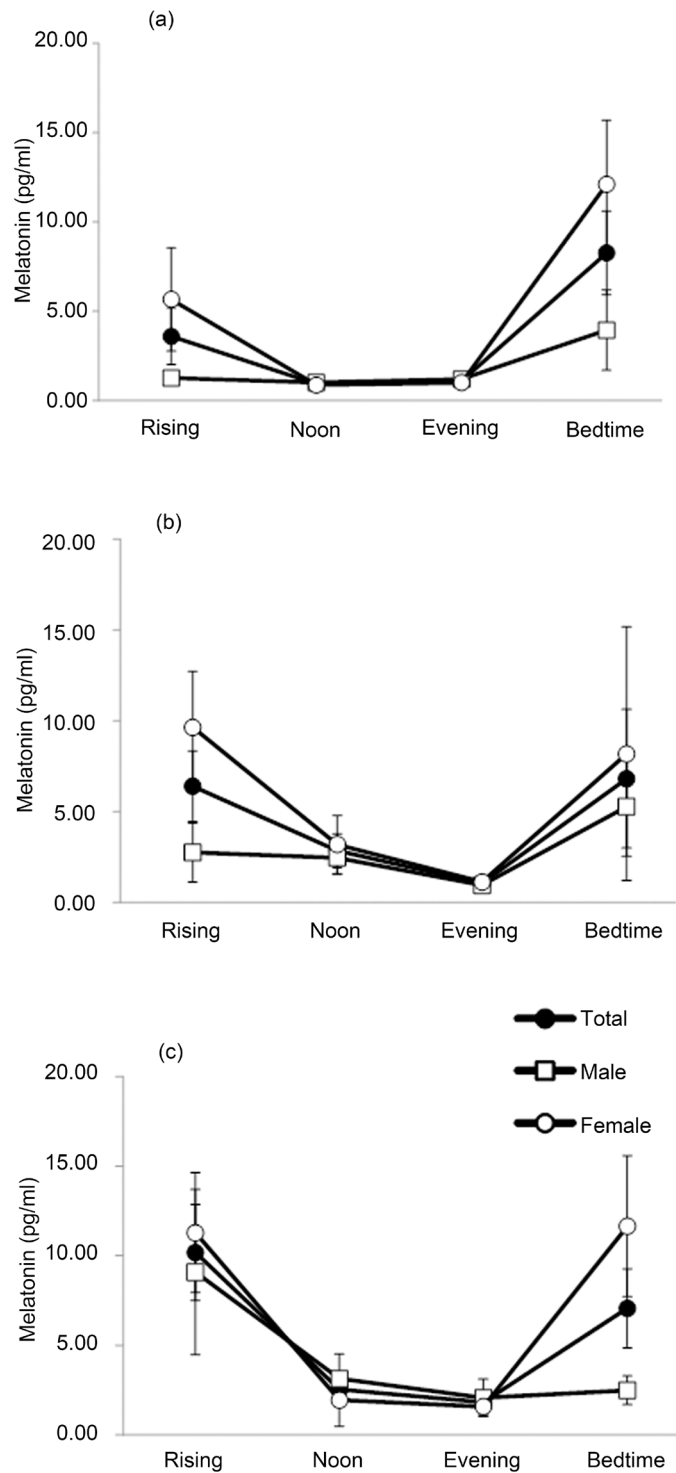 (a)
20.00
15.00
10.00
5.00
0.00
Melatonin (pg/ml)
Rising Noon Evening Bedtime
(b)
20.00
15.00
10.00
5.00
0.00
Melatonin (pg/ml)
Rising Noon Evening Bedtime
Total
Male
Female
(c)
20.00
15.00
10.00
5.00
0.00
Melatonin (pg/ml)
Rising Noon Evening Bedtime